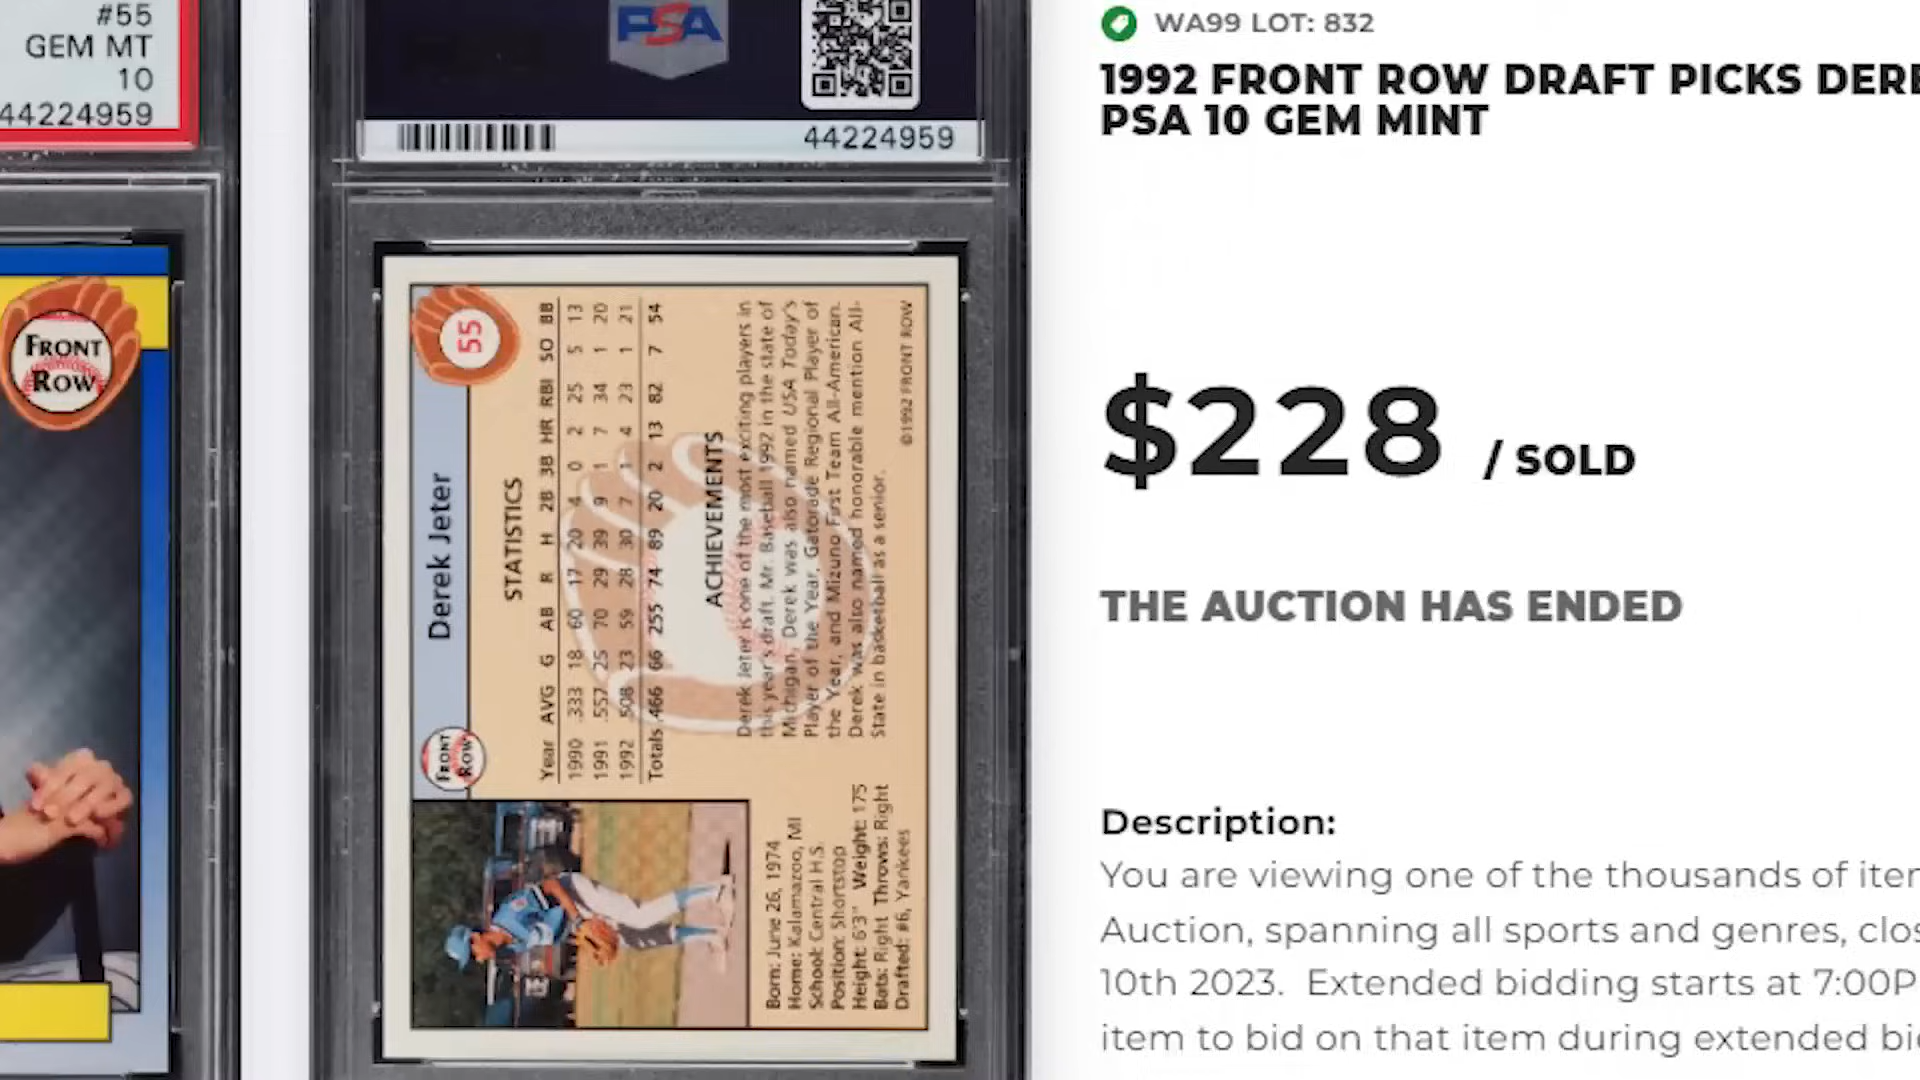 #55
GEM MT
10
44224959
FRONT
ROW
PSA
44224959
55
Derek Jeter
FRONT
ROW
STATISTICS
Year AVG G AB R H 2B 3B HR RBI SO BB
1990 .333 18 60 17 20 4 0 2 25 5 13
1991 .557 25 70 29 39 9 1 7 34 1 20
1992 .508 23 59 28 30 7 1 4 23 1 21
Totals .466 66 255 74 89 20 2 13 82 7 54
ACHIEVEMENTS
Derek Jeter is one of the most exciting players in
this year's draft. Mr. Baseball 1992 in the state of
Michigan, Derek was also named USA Today's
Player of the Year, Gatorade Regional Player of
the Year, and Mizuno First Team All-American.
Derek was also named honorable mention All-
State in basketball as a senior.
©1992 FRONT ROW
Born: June 26, 1974
Home: Kalamazoo, MI
School: Central H.S.
Position: Shortstop
Height: 6'3" Weight: 175
Bats: Right Throws: Right
Drafted: #6, Yankees
WA99 LOT: 832
1992 FRONT ROW DRAFT PICKS DERE
PSA 10 GEM MINT
$228 / SOLD
THE AUCTION HAS ENDED
Description:
You are viewing one of the thousands of iter
Auction, spanning all sports and genres, clos
10th 2023. Extended bidding starts at 7:00P
item to bid on that item during extended bid